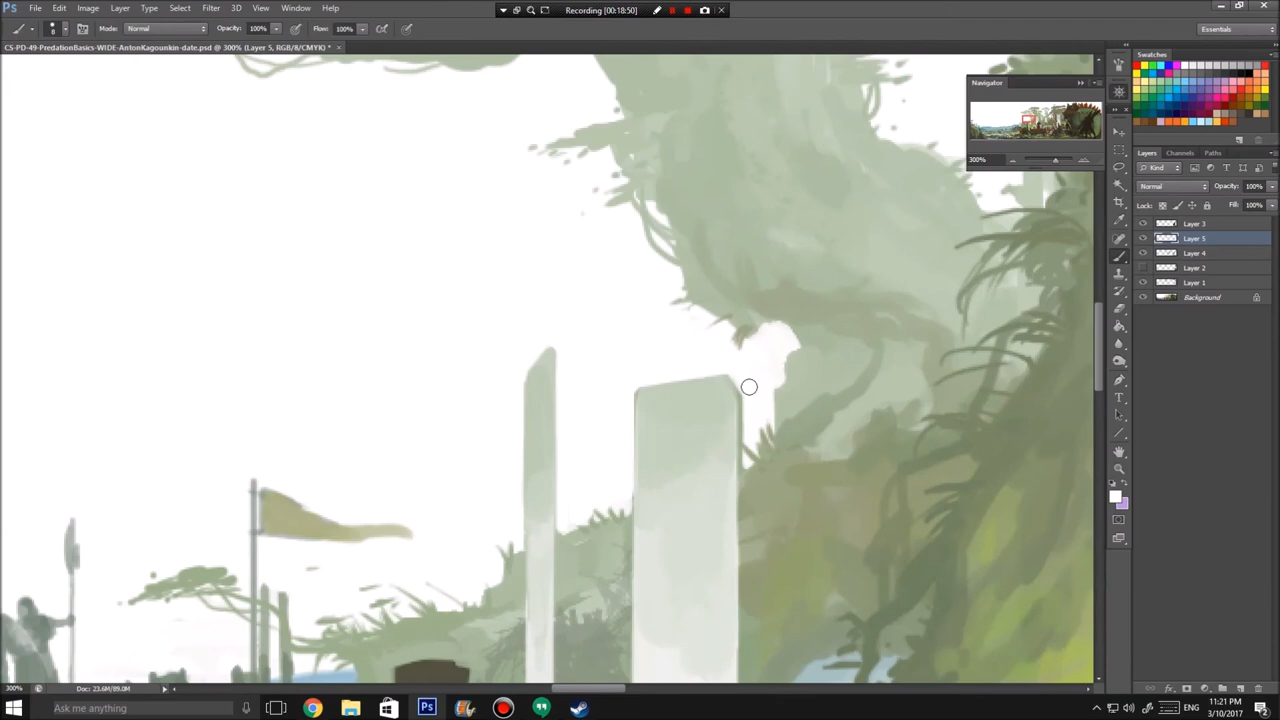 Ps File Edit Image Layer Type Select Filter 3D View Window Help
Recording [00:18:50]
6 Mode: Normal Opacity: 100% Flow: 100% Essentials
CS-PD-49-PredationBasics-WIDE-AntonKagounkin-date.psd @ 300% (Layer 5, RGB/8/CMYK) * ×
Swatches
Navigator
300%
Layers Channels Paths
Kind
Normal Opacity: 100%
Lock: Fill: 100%
Layer 3
Layer 5
Layer 4
Layer 2
Layer 1
Background
300% Doc: 23.6M/89.0M
Ask me anything
ENG
11:21 PM
3/10/2017
2